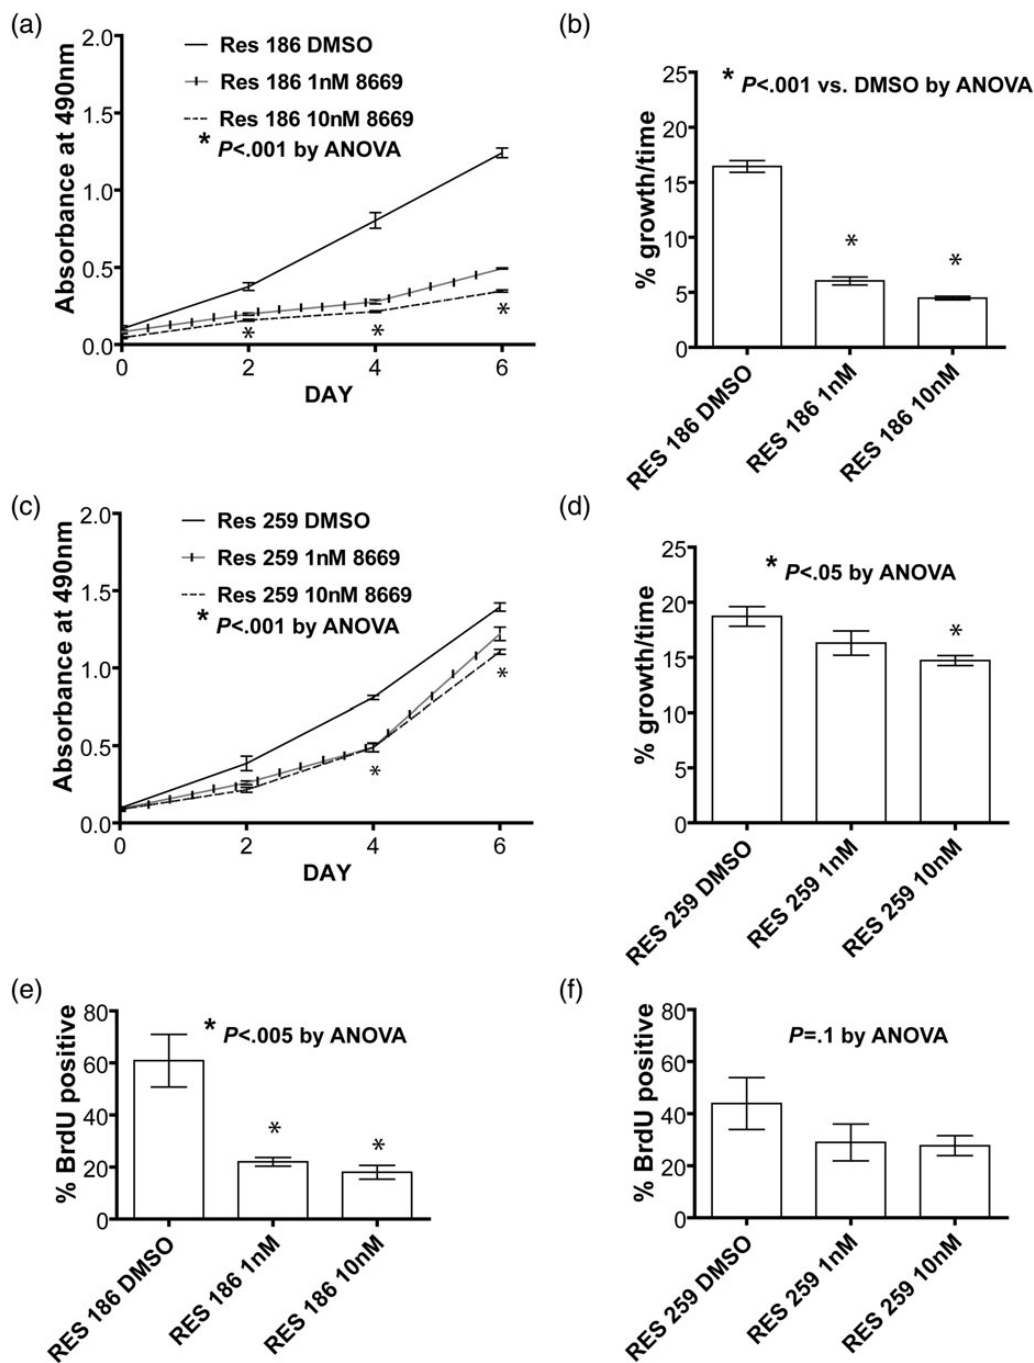 (a)
Absorbance at 490nm
2.0
1.5
1.0
0.5
0.0
Res 186 DMSO
Res 186 1nM 8669
Res 186 10nM 8669
* P<.001 by ANOVA
* * *
0 2 4 6
DAY
(b)
% growth/time
25
20
15
10
5
0
* P<.001 vs. DMSO by ANOVA
* *
RES 186 DMSO
RES 186 1nM
RES 186 10nM
(c)
Absorbance at 490nm
2.0
1.5
1.0
0.5
0.0
Res 259 DMSO
Res 259 1nM 8669
Res 259 10nM 8669
* P<.001 by ANOVA
* *
0 2 4 6
DAY
(d)
% growth/time
25
20
15
10
5
0
* P<.05 by ANOVA
*
RES 259 DMSO
RES 259 1nM
RES 259 10nM
(e)
% BrdU positive
80
60
40
20
0
* P<.005 by ANOVA
* *
RES 186 DMSO
RES 186 1nM
RES 186 10nM
(f)
% BrdU positive
80
60
40
20
0
P=.1 by ANOVA
RES 259 DMSO
RES 259 1nM
RES 259 10nM